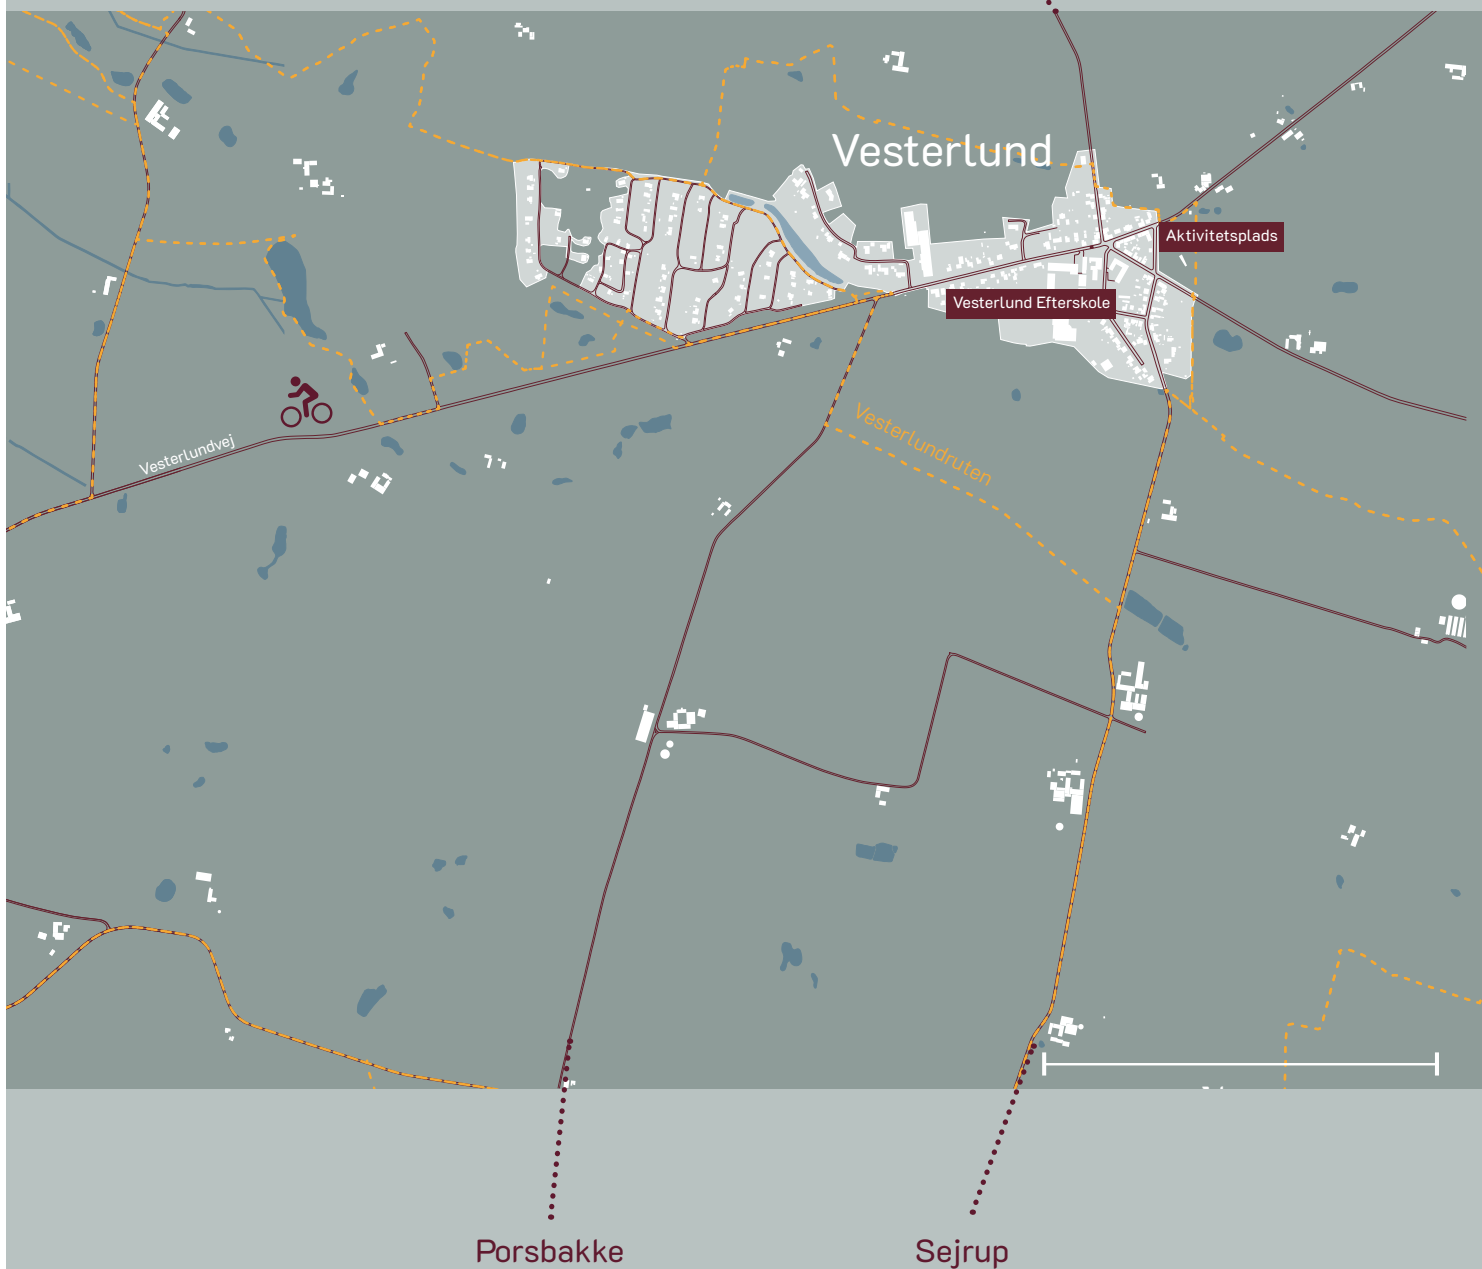 Vesterlund
Aktivitetsplads
Vesterlund Efterskole
Vesterlundruten
Vesterlundvej
Porsbakke
Sejrup